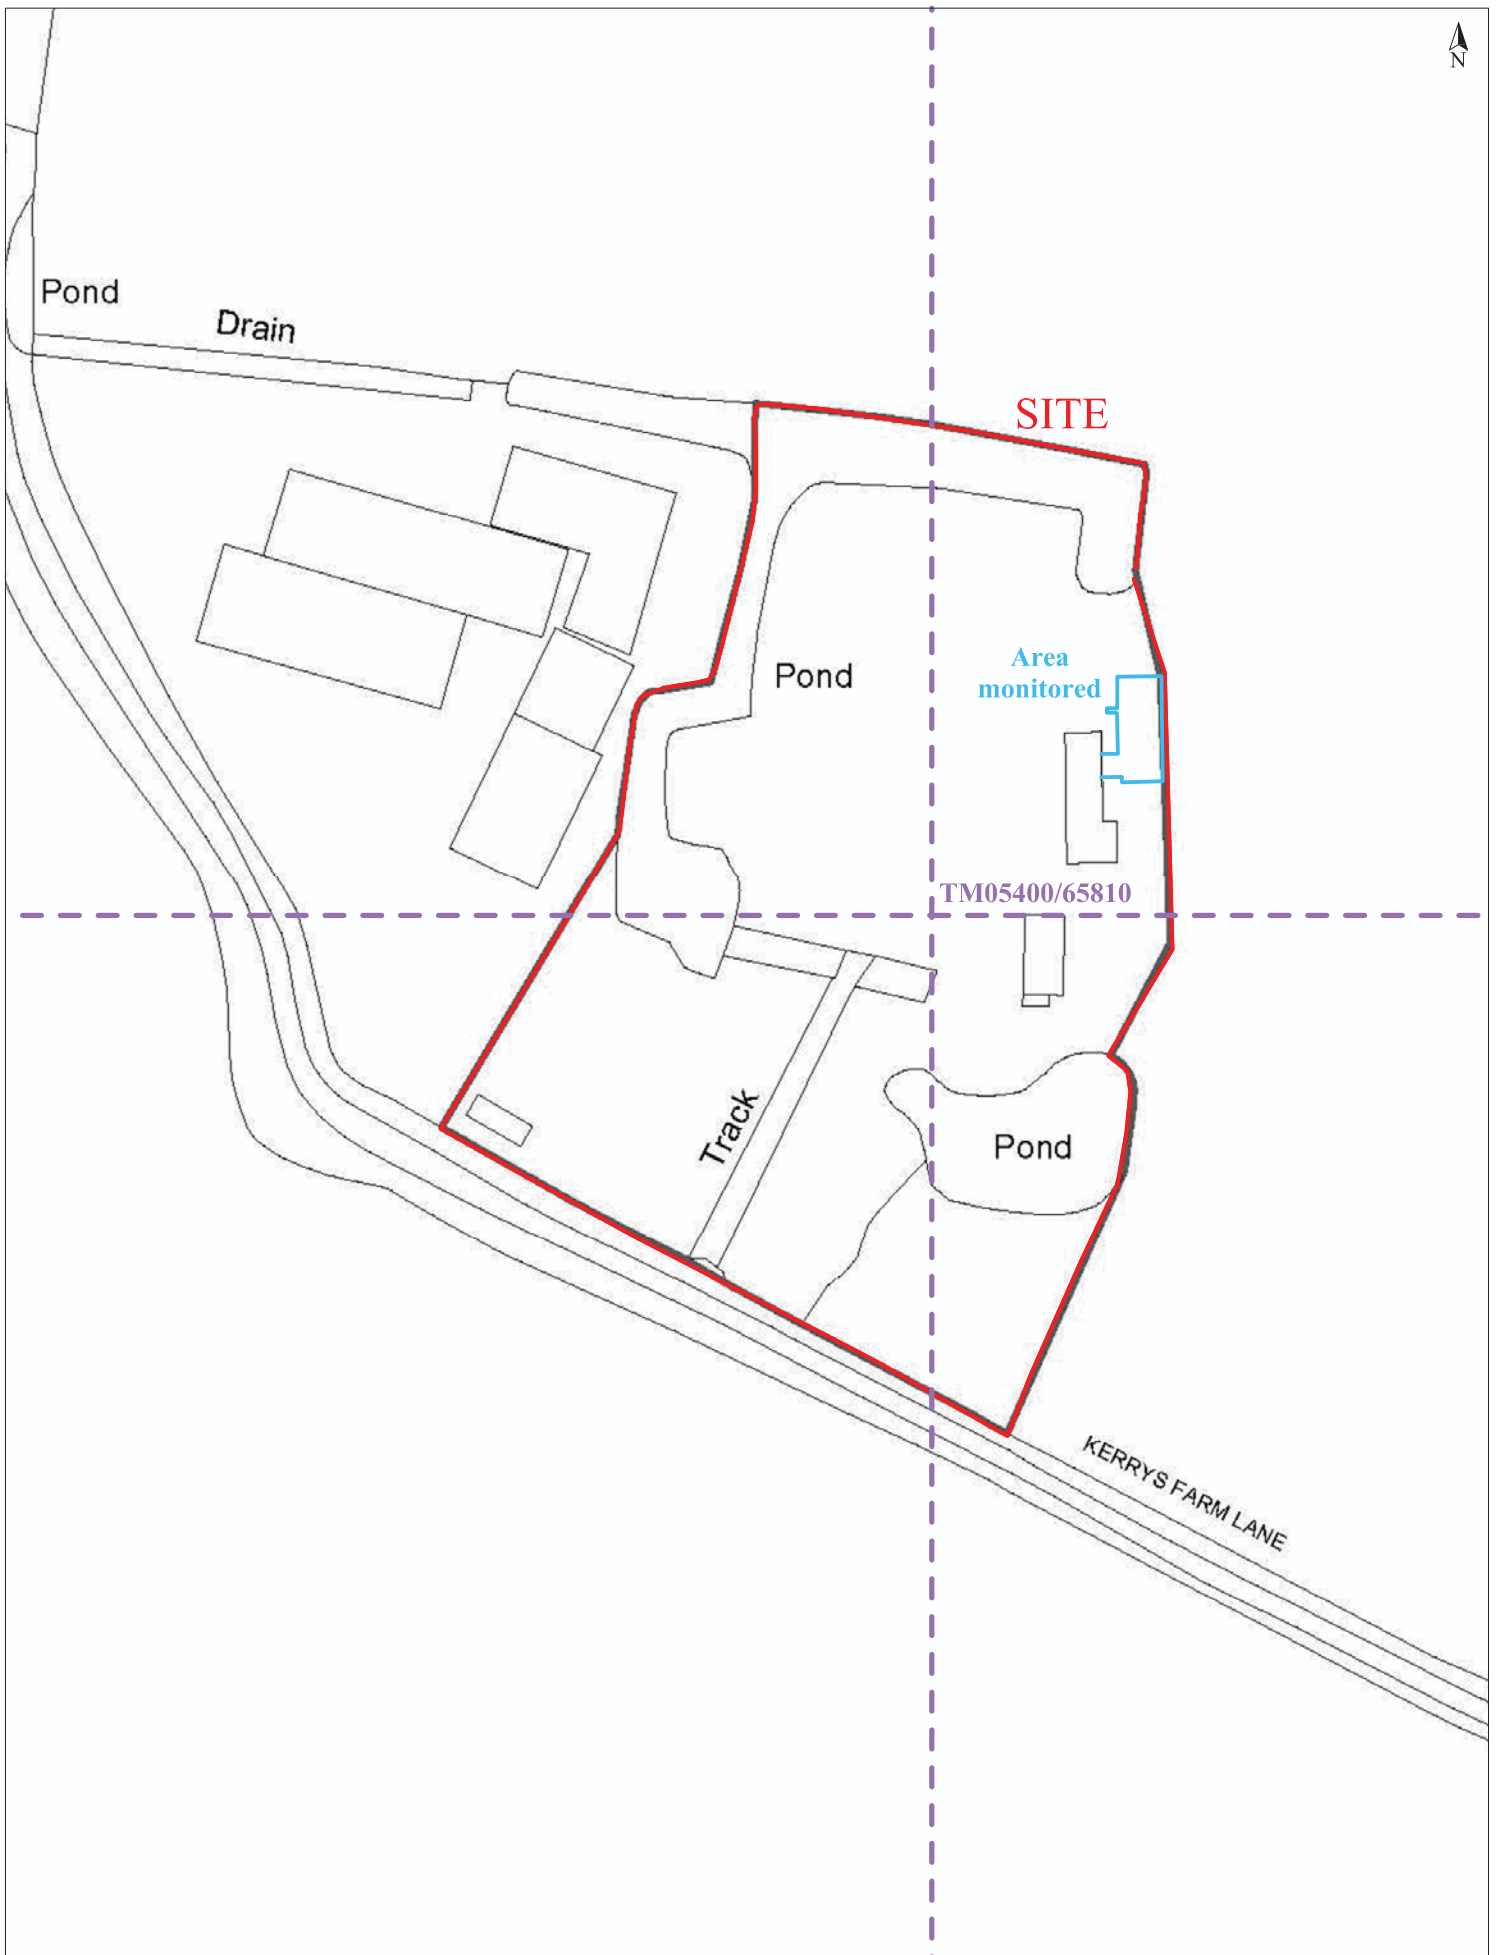 N
Pond
Drain
SITE
Area
monitored
Pond
TM05400/65810
Track
Pond
KERRYS FARM LANE